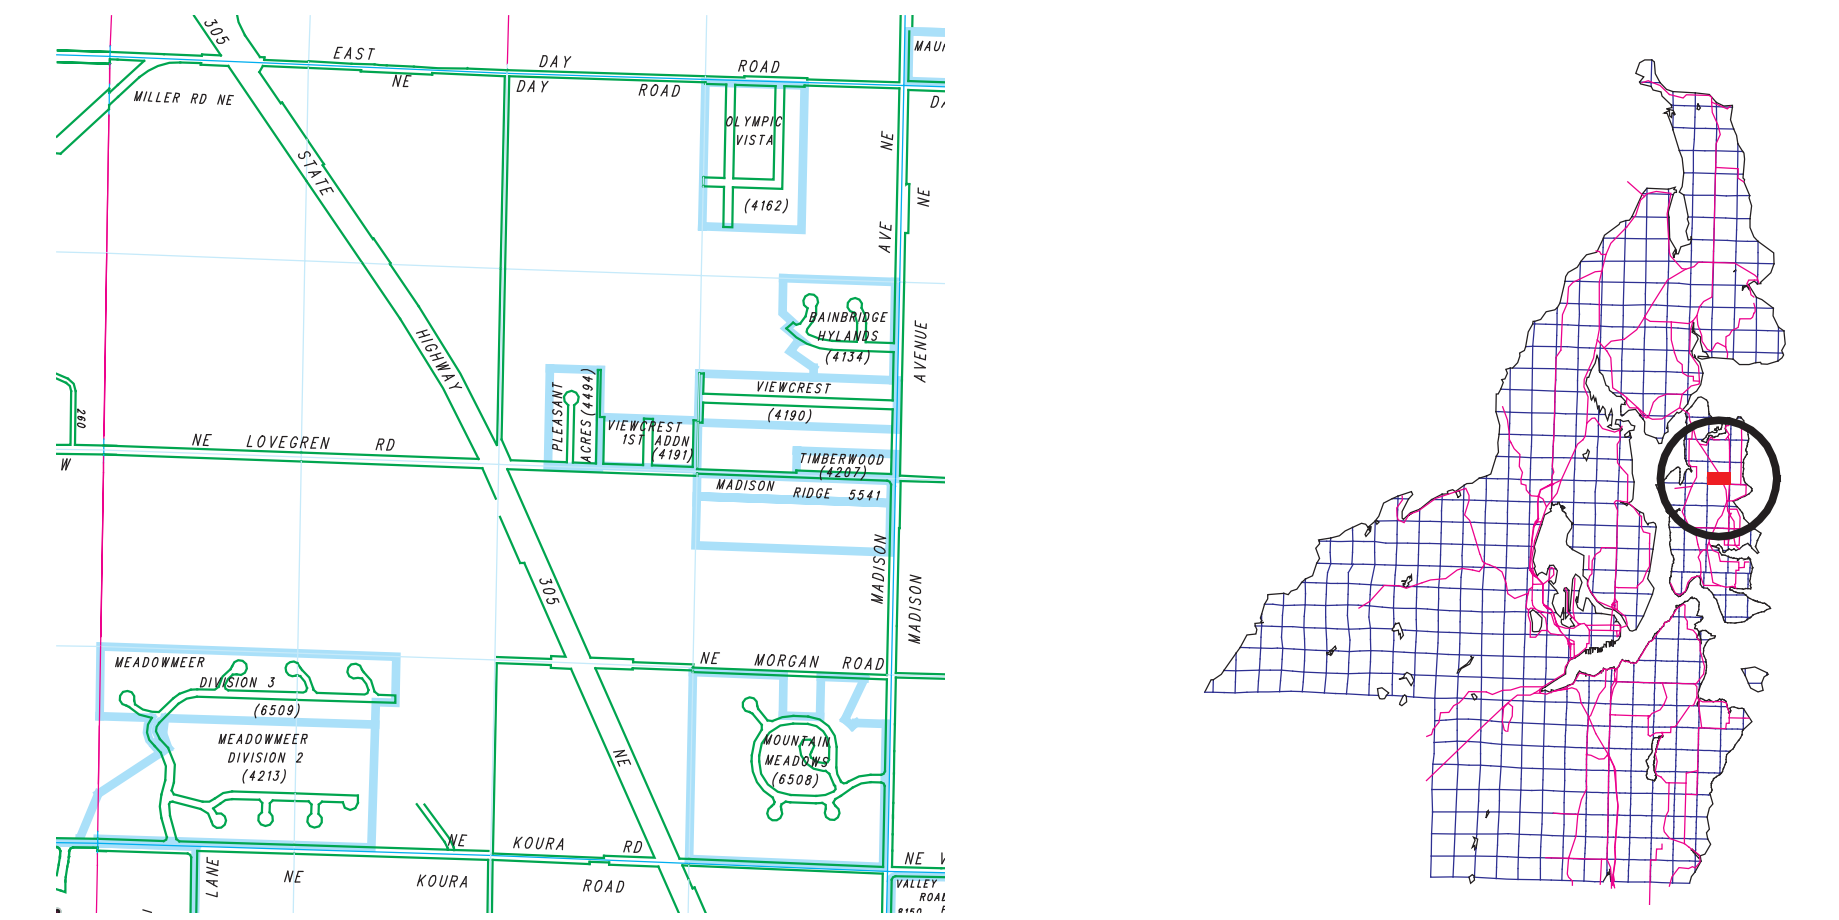 305
EAST DAY ROAD
NE DAY ROAD
MAU
MILLER RD NE
OLYMPIC
VISTA
(4162)
NE
NE
AVE
STATE
BAINBRIDGE
HYLANDS
(4134)
AVENUE
HIGHWAY
PLEASANT
ACRES (4494)
VIEWCREST
(4190)
VIEWCREST
1ST ADDN
(4191)
260
NE LOVEGREN RD
W
TIMBERWOOD
(4207)
MADISON RIDGE 5541
MADISON
MADISON
305
NE MORGAN ROAD
MEADOWMEER
DIVISION 3
(6509)
MEADOWMEER
DIVISION 2
(4213)
NE
MOUNTAIN
MEADOWS
(6508)
NE KOURA RD
NE
LANE
NE KOURA ROAD
VALLEY
ROA
8150